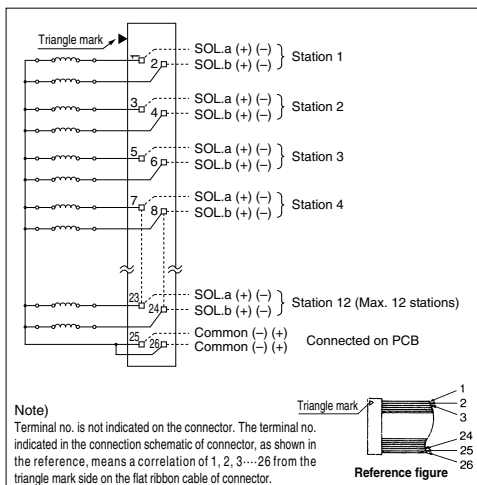 Triangle mark
1 SOL.a (+) (–)
2 SOL.b (+) (–)
Station 1
3 SOL.a (+) (–)
4 SOL.b (+) (–)
Station 2
5 SOL.a (+) (–)
6 SOL.b (+) (–)
Station 3
7 SOL.a (+) (–)
8 SOL.b (+) (–)
Station 4
23 SOL.a (+) (–)
24 SOL.b (+) (–)
Station 12 (Max. 12 stations)
25 Common (–) (+)
26 Common (–) (+)
Connected on PCB
Note)
Terminal no. is not indicated on the connector. The terminal no.
indicated in the connection schematic of connector, as shown in
the reference, means a correlation of 1, 2, 3····26 from the
triangle mark side on the flat ribbon cable of connector.
Triangle mark
1
2
3
24
25
26
Reference figure